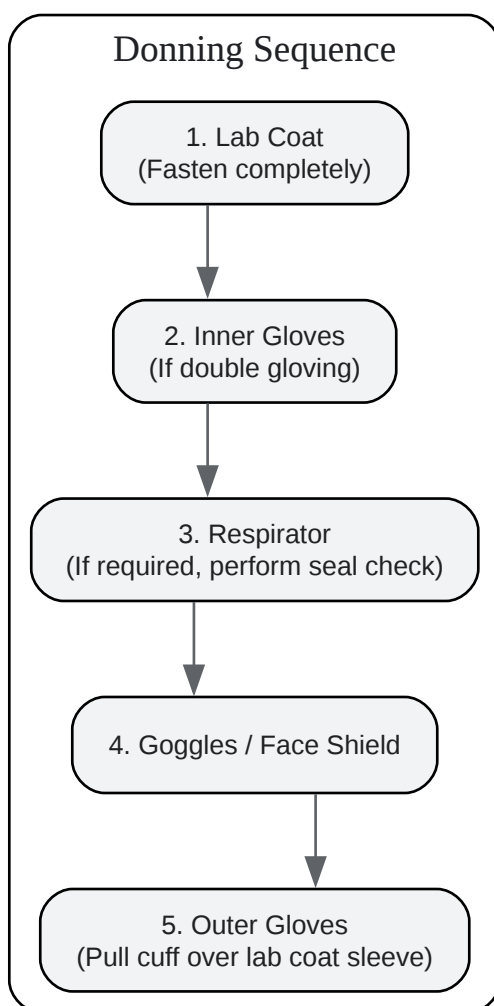 Donning Sequence
1. Lab Coat
(Fasten completely)
2. Inner Gloves
(If double gloving)
3. Respirator
(If required, perform seal check)
4. Goggles / Face Shield
5. Outer Gloves
(Pull cuff over lab coat sleeve)